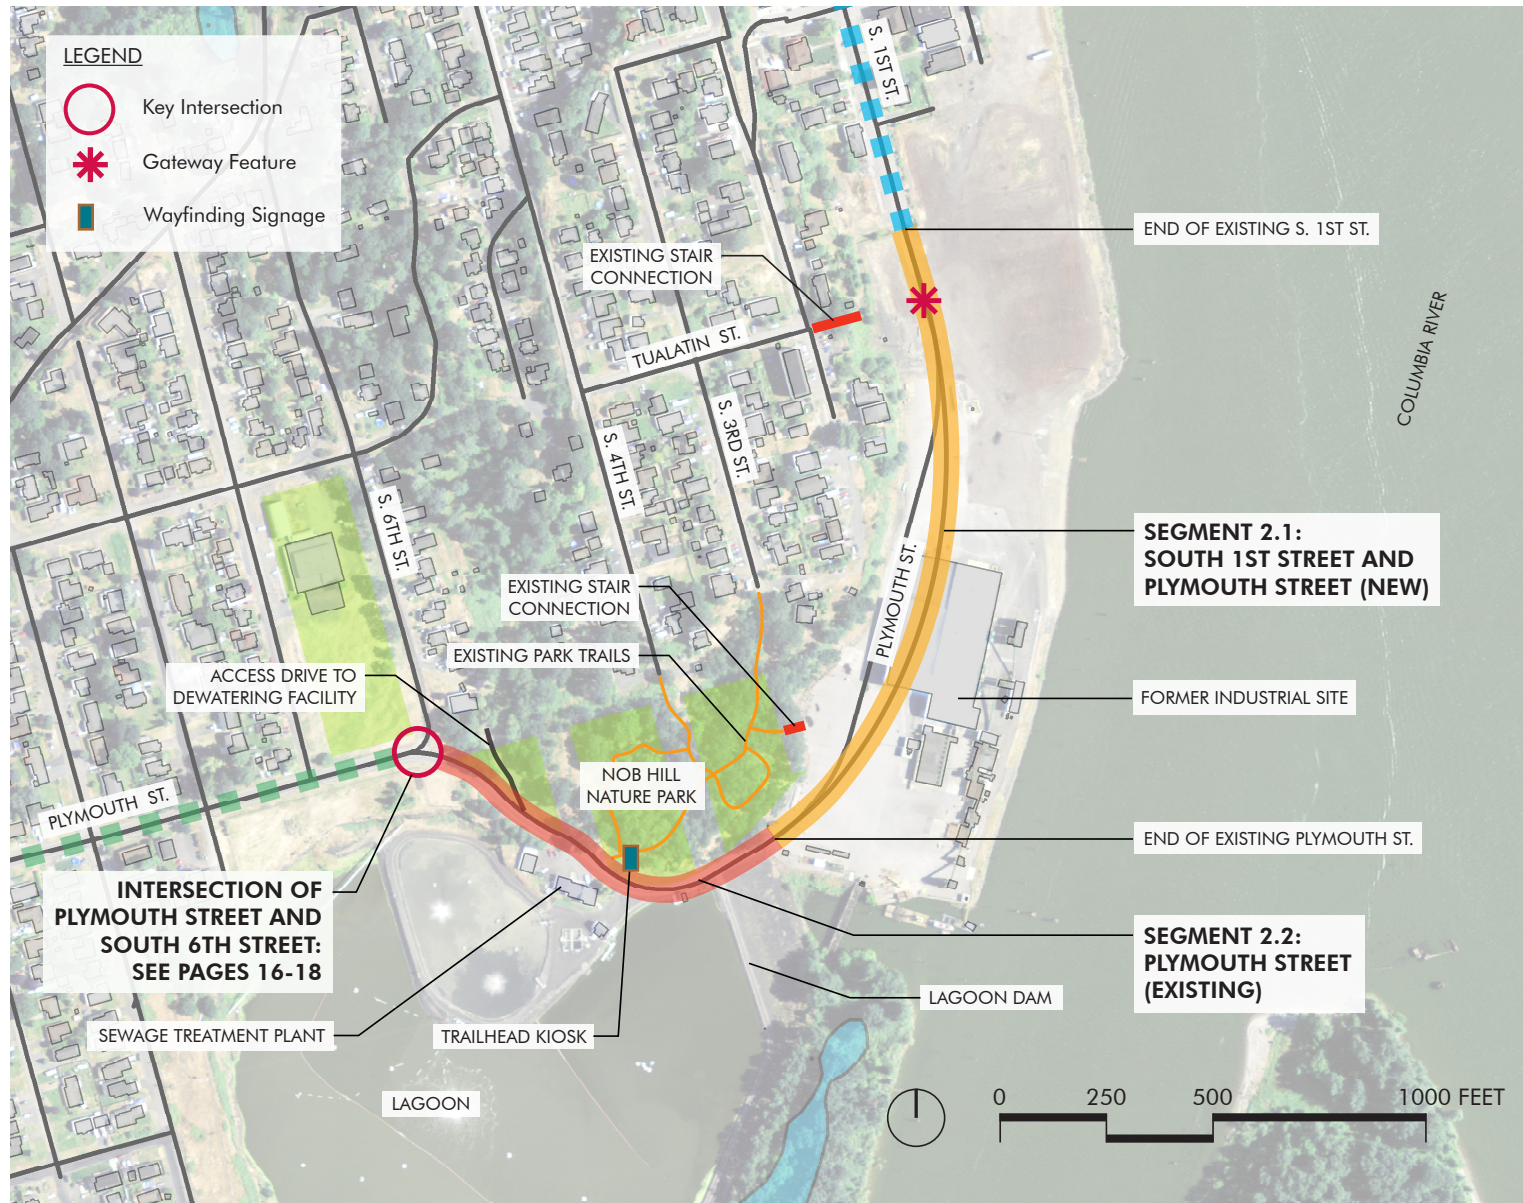 LEGEND
Key Intersection
Gateway Feature
Wayfinding Signage
S. 1ST ST.
END OF EXISTING S. 1ST ST.
EXISTING STAIR
CONNECTION
TUALATIN ST.
COLUMBIA RIVER
S. 3RD ST.
S. 4TH ST.
S. 6TH ST.
SEGMENT 2.1:
SOUTH 1ST STREET AND
PLYMOUTH STREET (NEW)
PLYMOUTH ST.
EXISTING STAIR
CONNECTION
EXISTING PARK TRAILS
ACCESS DRIVE TO
DEWATERING FACILITY
FORMER INDUSTRIAL SITE
NOB HILL
NATURE PARK
PLYMOUTH ST.
END OF EXISTING PLYMOUTH ST.
INTERSECTION OF
PLYMOUTH STREET AND
SOUTH 6TH STREET:
SEE PAGES 16-18
SEGMENT 2.2:
PLYMOUTH STREET
(EXISTING)
LAGOON DAM
SEWAGE TREATMENT PLANT
TRAILHEAD KIOSK
LAGOON
0 250 500 1000 FEET